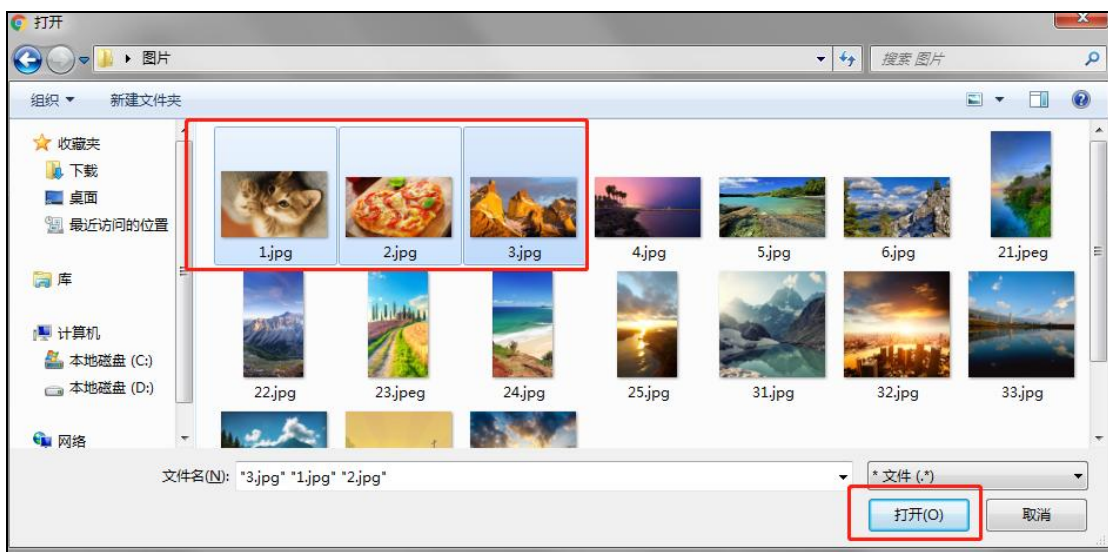 打开
图片
搜索 图片
组织
新建文件夹
收藏夹
下载
桌面
最近访问的位置
库
计算机
本地磁盘 (C:)
本地磁盘 (D:)
网络
1.jpg
2.jpg
3.jpg
4.jpg
5.jpg
6.jpg
21.jpeg
22.jpg
23.jpeg
24.jpg
25.jpg
31.jpg
32.jpg
33.jpg
文件名(N): "3.jpg" "1.jpg" "2.jpg"
* 文件 (.*)
打开(O)
取消